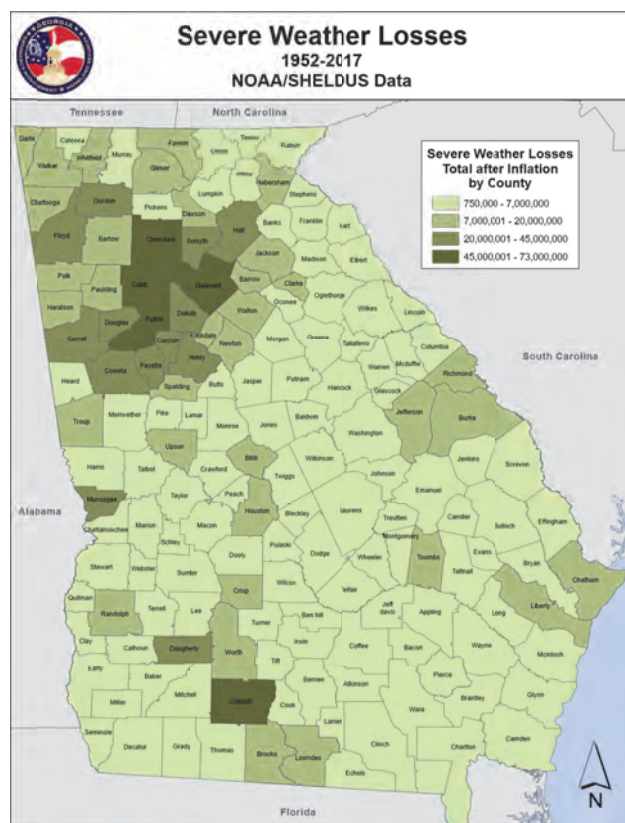 GEORGIA
Severe Weather Losses
1952-2017
NOAA/SHELDUS Data
Tennessee
North Carolina
Severe Weather Losses
Total after Inflation
by County
750,000 - 7,000,000
7,000,001 - 20,000,000
20,000,001 - 45,000,000
45,000,001 - 73,000,000
Dade
Catoosa
Walker
Whitfield
Murray
Fannin
Gilmer
Union
Rabun
Lumpkin
Habersham
Stephens
Chattooga
Gordon
Pickens
Dawson
Banks
Franklin
Hart
Floyd
Bartow
Cherokee
Forsyth
Hall
Jackson
Madison
Elbert
Polk
Paulding
Cobb
Gwinnett
Barrow
Clarke
Oconee
Oglethorpe
Wilkes
Lincoln
Haralson
Douglas
Fulton
Dekalb
Walton
Carroll
Clayton
Rockdale
Newton
Morgan
Greene
Taliaferro
Columbia
Mcduffie
South Carolina
Heard
Coweta
Fayette
Henry
Spalding
Butts
Jasper
Putnam
Hancock
Warren
Glascock
Richmond
Troup
Meriwether
Pike
Lamar
Monroe
Jones
Baldwin
Washington
Jefferson
Burke
Upson
Bibb
Wilkinson
Harris
Talbot
Crawford
Twiggs
Johnson
Jenkins
Screven
Alabama
Muscogee
Taylor
Peach
Houston
Bleckley
Laurens
Emanuel
Treutlen
Candler
Bulloch
Effingham
Chattahoochee
Marion
Schley
Macon
Dooly
Pulaski
Dodge
Wheeler
Montgomery
Toombs
Evans
Tattnall
Bryan
Chatham
Stewart
Webster
Sumter
Crisp
Wilcox
Telfair
Quitman
Randolph
Terrell
Lee
Turner
Ben hill
Jeff
davis
Appling
Long
Liberty
Clay
Calhoun
Dougherty
Worth
Tift
Irwin
Coffee
Bacon
Wayne
Mcintosh
Early
Baker
Mitchell
Colquitt
Berrien
Atkinson
Pierce
Miller
Cook
Lanier
Ware
Brantley
Glynn
Seminole
Decatur
Grady
Thomas
Brooks
Lowndes
Clinch
Echols
Charlton
Camden
Florida
N